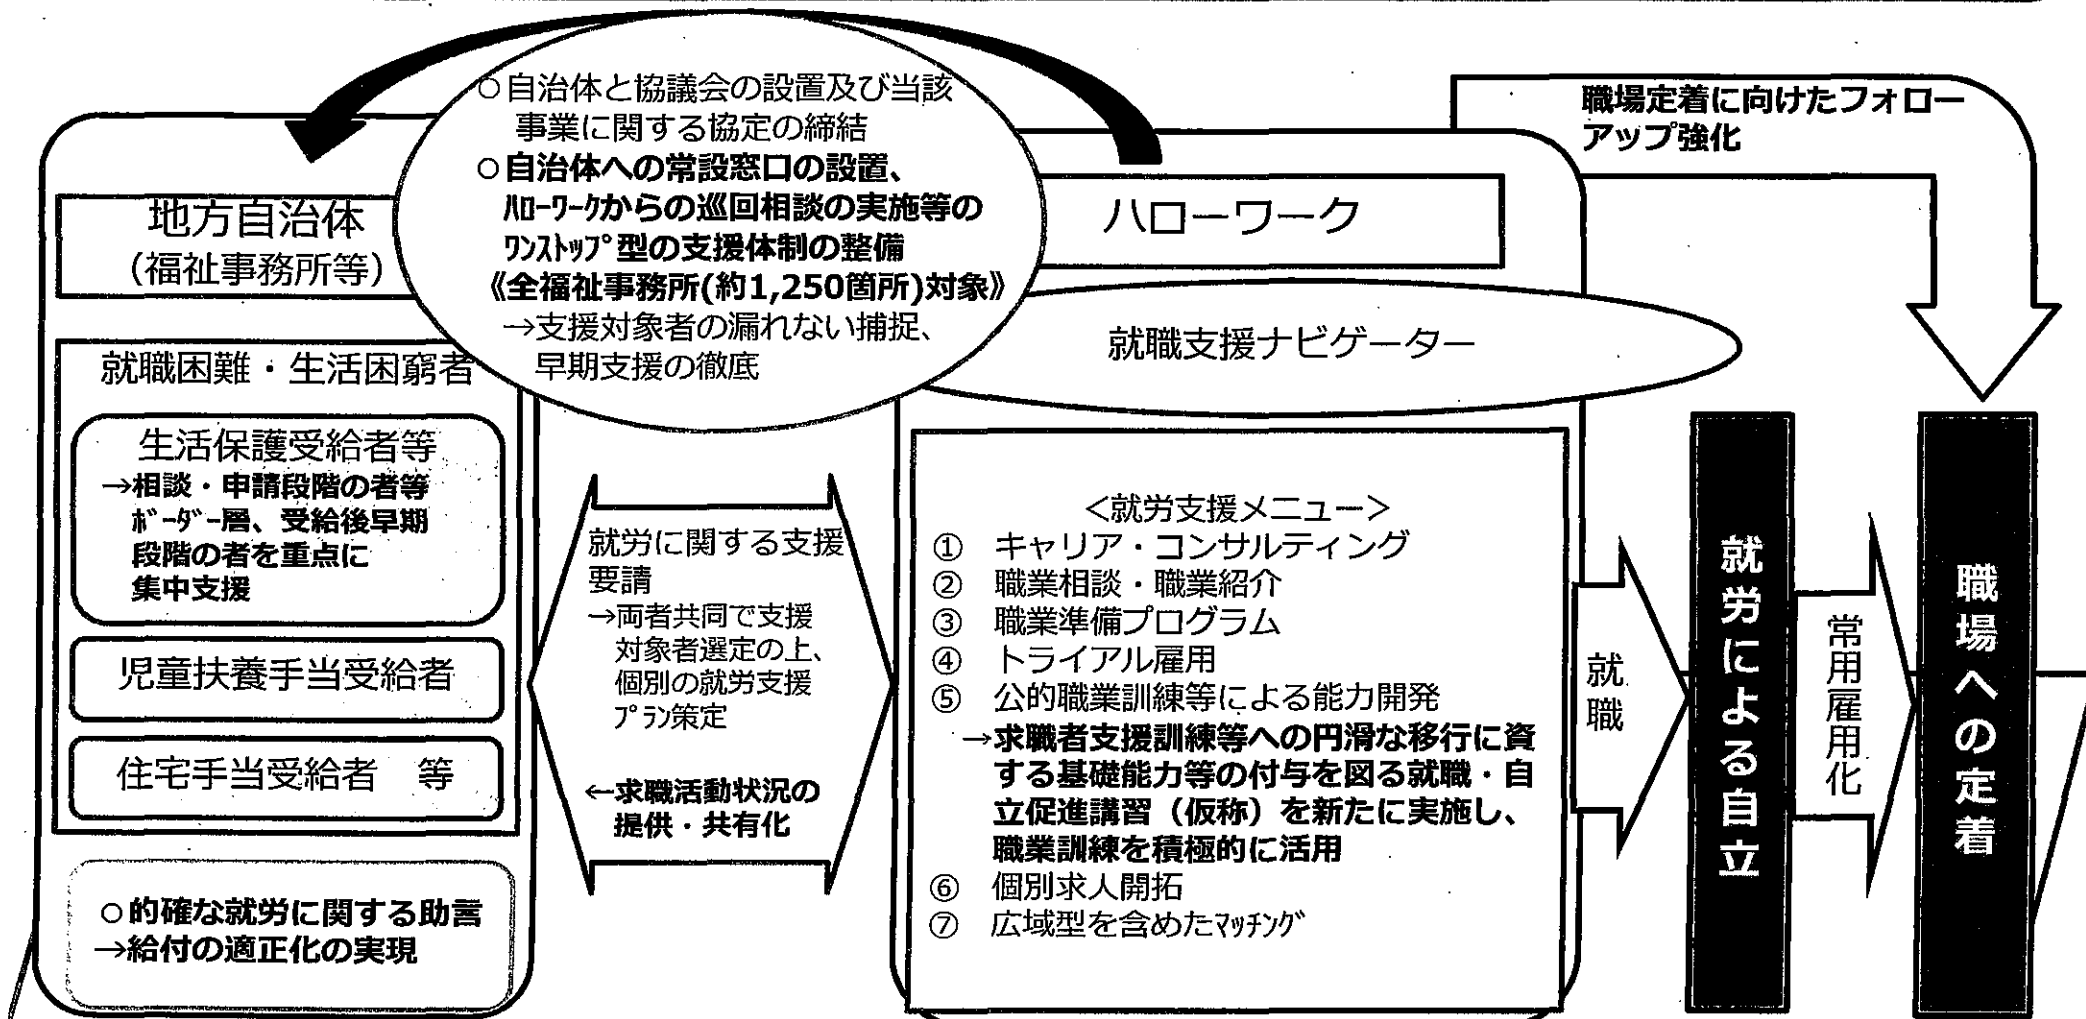 ○自治体と協議会の設置及び当該
事業に関する協定の締結
○自治体への常設窓口の設置、
ﾊﾛｰﾜｰｸからの巡回相談の実施等の
ﾜﾝｽﾄｯﾌﾟ型の支援体制の整備
《全福祉事務所(約1,250箇所)対象》
→支援対象者の漏れない捕捉、
早期支援の徹底
職場定着に向けたフォロー
アップ強化
地方自治体
（福祉事務所等）
ハローワーク
就職支援ナビゲーター
就職困難・生活困窮者
生活保護受給者等
→相談・申請段階の者等
ﾎﾞｰﾀﾞｰ層、受給後早期
段階の者を重点に
集中支援
児童扶養手当受給者
住宅手当受給者　等
○的確な就労に関する助言
→給付の適正化の実現
就労に関する支援
要請
→両者共同で支援
対象者選定の上、
個別の就労支援
ﾌﾟﾗﾝ策定
←求職活動状況の
提供・共有化
＜就労支援メニュー＞
①　キャリア・コンサルティング
②　職業相談・職業紹介
③　職業準備プログラム
④　トライアル雇用
⑤　公的職業訓練等による能力開発
→求職者支援訓練等への円滑な移行に資
する基礎能力等の付与を図る就職・自
立促進講習（仮称）を新たに実施し、
職業訓練を積極的に活用
⑥　個別求人開拓
⑦　広域型を含めたﾏｯﾁﾝｸﾞ
就職
就労による自立
常用雇用化
職場への定着